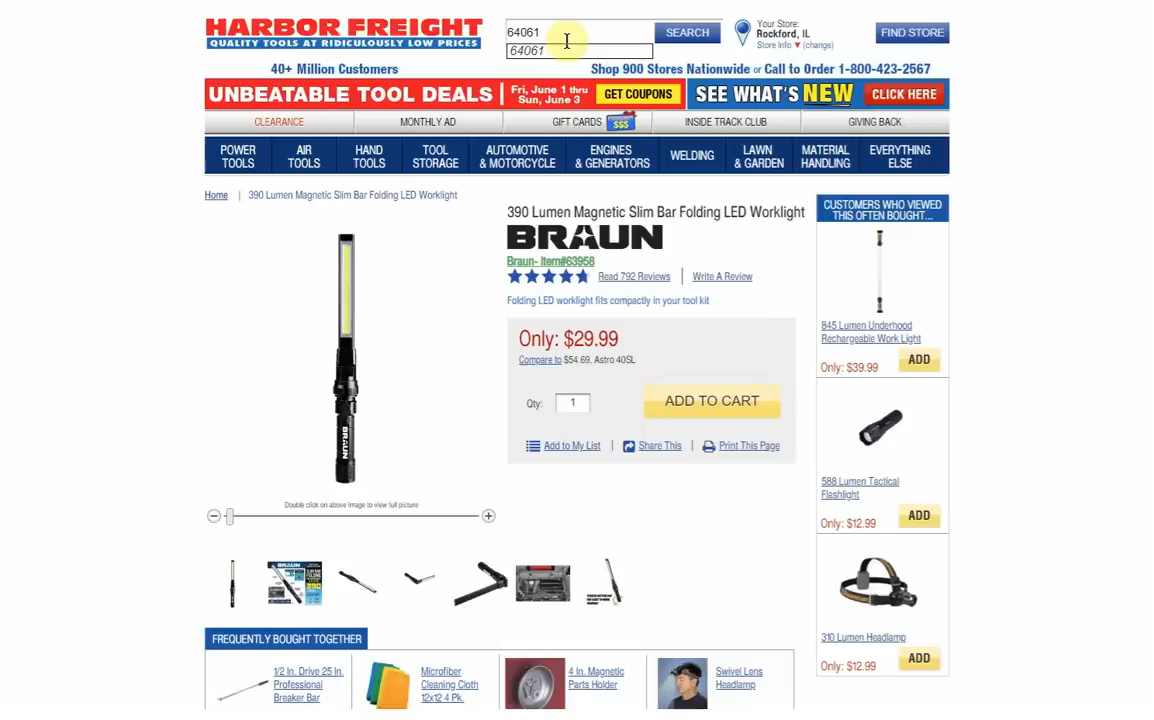 HARBOR FREIGHT
QUALITY TOOLS AT RIDICULOUSLY LOW PRICES
64061
64061
SEARCH
Your Store:
Rockford, IL
Store Info ▼ (change)
FIND STORE
40+ Million Customers
Shop 900 Stores Nationwide or Call to Order 1-800-423-2567
UNBEATABLE TOOL DEALS
Fri, June 1 thru
Sun, June 3
GET COUPONS
SEE WHAT'S NEW
CLICK HERE
CLEARANCE
MONTHLY AD
GIFT CARDS
$$$
INSIDE TRACK CLUB
GIVING BACK
POWER
TOOLS
AIR
TOOLS
HAND
TOOLS
TOOL
STORAGE
AUTOMOTIVE
& MOTORCYCLE
ENGINES
& GENERATORS
WELDING
LAWN
& GARDEN
MATERIAL
HANDLING
EVERYTHING
ELSE
Home | 390 Lumen Magnetic Slim Bar Folding LED Worklight
390 Lumen Magnetic Slim Bar Folding LED Worklight
BRAUN
Braun- Item#63958
Read 792 Reviews | Write A Review
Folding LED worklight fits compactly in your tool kit
Only: $29.99
Compare to $54.69, Astro 40SL
Qty:
1
ADD TO CART
Add to My List | Share This | Print This Page
BRAUN
Double click on above image to view full picture
BRAUN
CUSTOMERS WHO VIEWED
THIS OFTEN BOUGHT...
845 Lumen Underhood
Rechargeable Work Light
Only: $39.99
ADD
588 Lumen Tactical
Flashlight
Only: $12.99
ADD
310 Lumen Headlamp
Only: $12.99
ADD
FREQUENTLY BOUGHT TOGETHER
1/2 In. Drive 25 In.
Professional
Breaker Bar
Microfiber
Cleaning Cloth
12x12 4 Pk.
4 In. Magnetic
Parts Holder
Swivel Lens
Headlamp